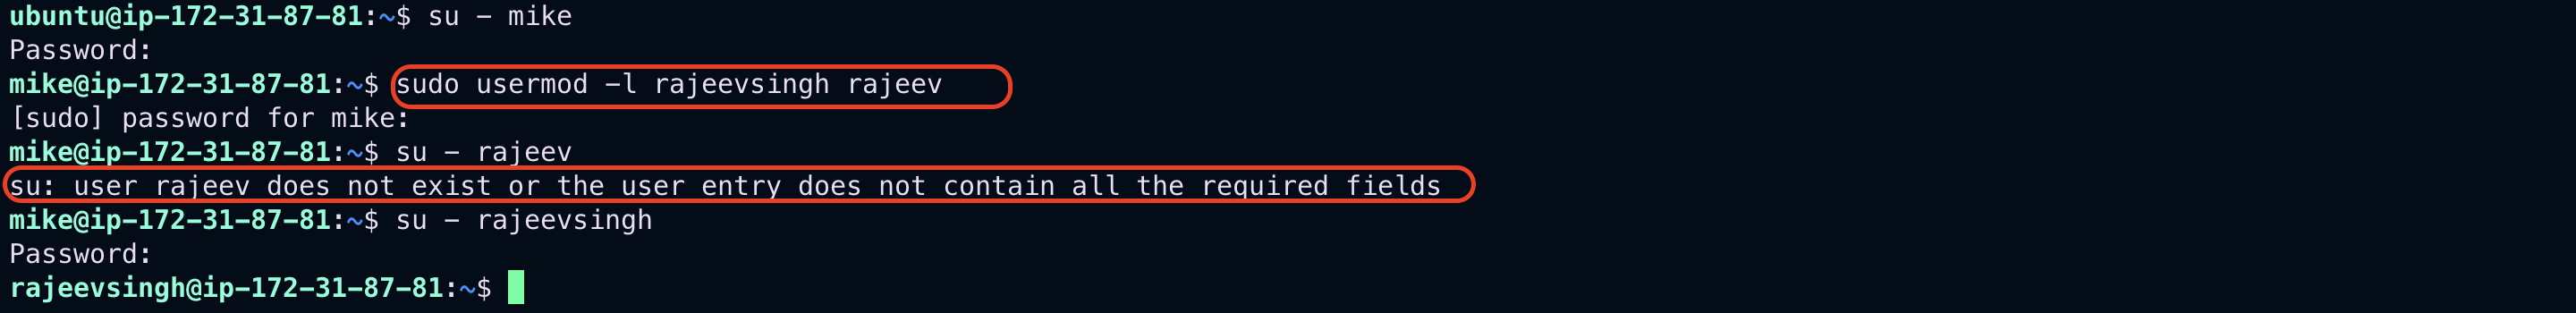 ubuntu@ip-172-31-87-81:~$ su - mike
Password:
mike@ip-172-31-87-81:~$ sudo usermod -l rajeevsingh rajeev
[sudo] password for mike:
mike@ip-172-31-87-81:~$ su - rajeev
su: user rajeev does not exist or the user entry does not contain all the required fields
mike@ip-172-31-87-81:~$ su - rajeevsingh
Password:
rajeevsingh@ip-172-31-87-81:~$